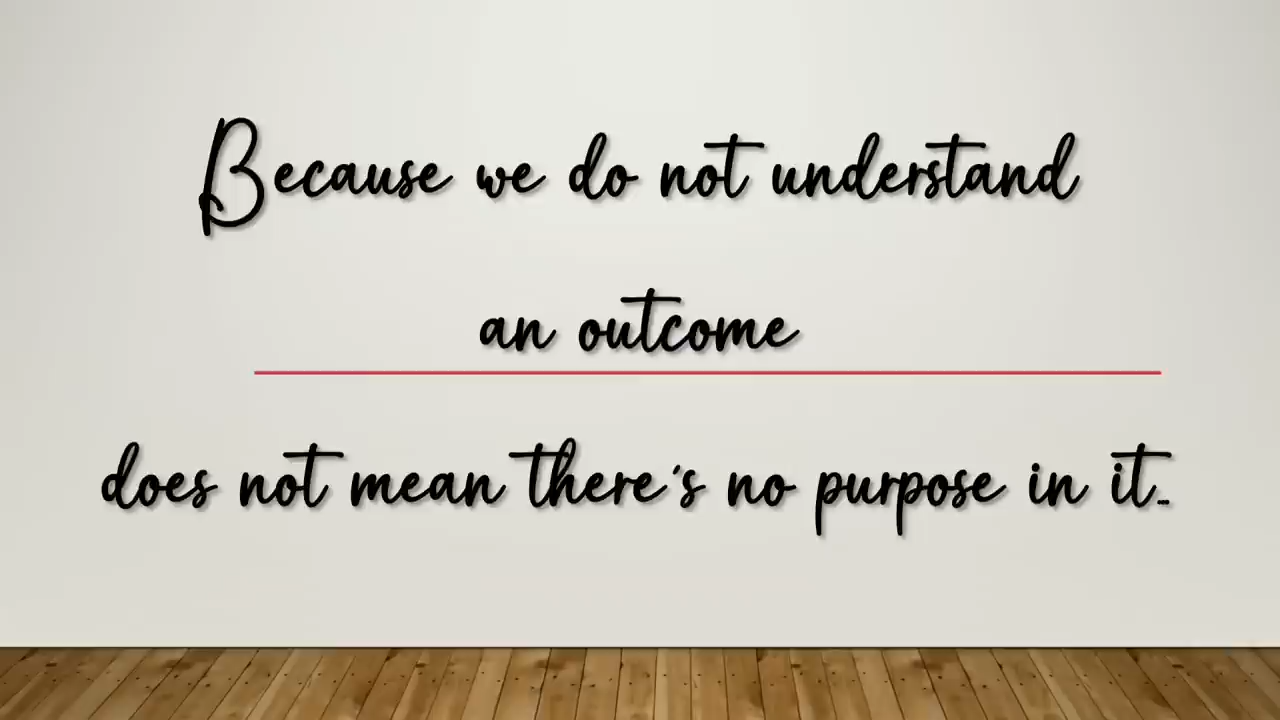 Because we do not understand
an outcome
does not mean there's no purpose in it...